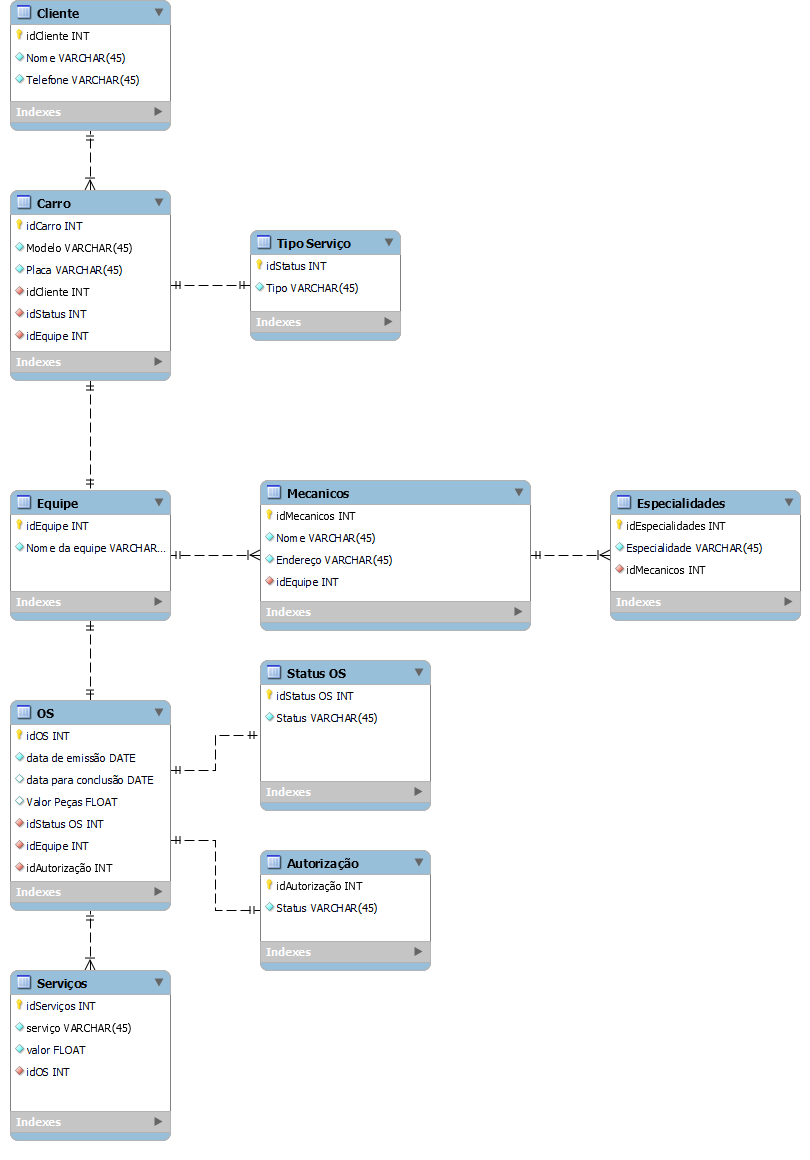 Cliente
idCliente INT
Nome VARCHAR(45)
Telefone VARCHAR(45)
Indexes
Carro
idCarro INT
Modelo VARCHAR(45)
Placa VARCHAR(45)
idCliente INT
idStatus INT
idEquipe INT
Indexes
Tipo Serviço
idStatus INT
Tipo VARCHAR(45)
Indexes
Equipe
idEquipe INT
Nome da equipe VARCHAR...
Indexes
Mecanicos
idMecanicos INT
Nome VARCHAR(45)
Endereço VARCHAR(45)
idEquipe INT
Indexes
Especialidades
idEspecialidades INT
Especialidade VARCHAR(45)
idMecanicos INT
Indexes
OS
idOS INT
data de emissão DATE
data para conclusão DATE
Valor Peças FLOAT
idStatus OS INT
idEquipe INT
idAutorização INT
Indexes
Status OS
idStatus OS INT
Status VARCHAR(45)
Indexes
Autorização
idAutorização INT
Status VARCHAR(45)
Indexes
Serviços
idServiços INT
serviço VARCHAR(45)
valor FLOAT
idOS INT
Indexes